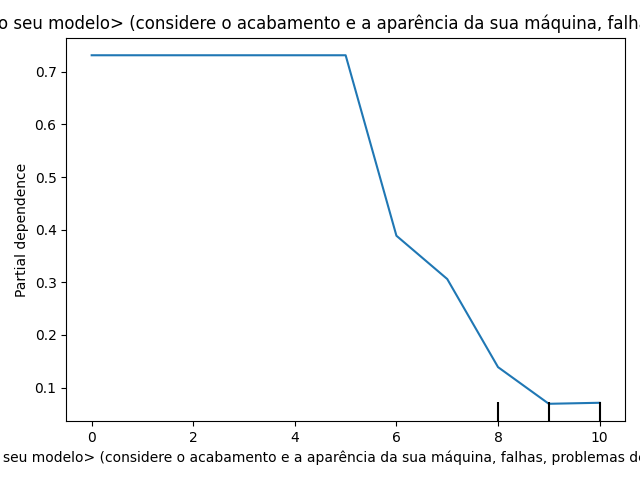 o seu modelo> (considere o acabamento e a aparência da sua máquina, falh
0.7
0.6
0.5
0.4
0.3
0.2
0.1
Partial dependence
0 2 4 6 8 10
seu modelo> (considere o acabamento e a aparência da sua máquina, falhas, problemas de